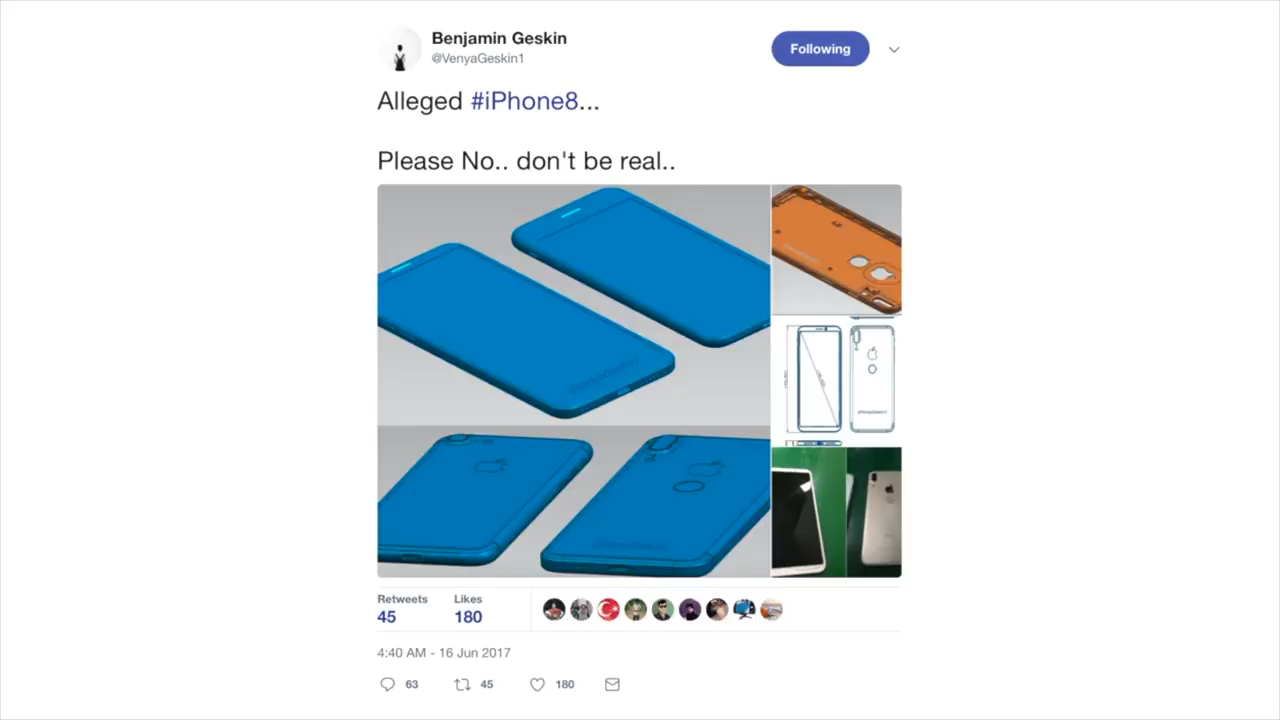 Benjamin Geskin
@VenyaGeskin1
Following
Alleged #iPhone8...
Please No.. don't be real..
@VenyaGeskin1
Retweets
45
Likes
180
4:40 AM - 16 Jun 2017
63
45
180